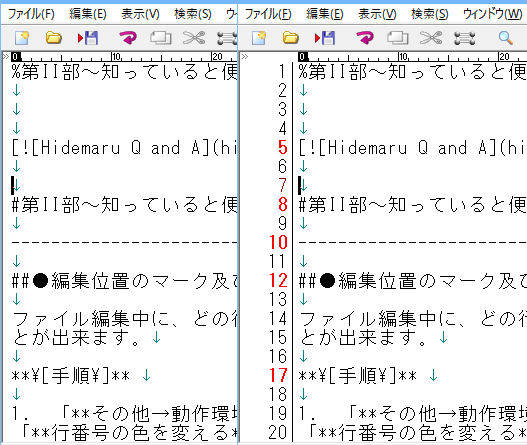 ファイル(F) 編集(E) 表示(V) 検索(S) ウィ
0 10 20
%第II部～知っていると便
↓
↓
↓
[![Hidemaru Q and A](hi
↓
↓
#第II部～知っていると便
↓
-----------------------
↓
##●編集位置のマーク及び
↓
ファイル編集中に、どの行
とが出来ます。↓
↓
**¥[手順¥]** ↓
↓
1. 「**その他→動作環境
「**行番号の色を変える*
ファイル(F) 編集(E) 表示(V) 検索(S) ウィンドウ(W)
0 10 20
1 %第II部～知っていると便
2 ↓
3 ↓
4 ↓
5 [![Hidemaru Q and A](hi
6 ↓
7 ↓
8 #第II部～知っていると便
9 ↓
10 -----------------------
11 ↓
12 ##●編集位置のマーク及び
13 ↓
14 ファイル編集中に、どの行
15 とが出来ます。↓
16 ↓
17 **¥[手順¥]** ↓
18 ↓
19 1. 「**その他→動作環境
20 「**行番号の色を変える*